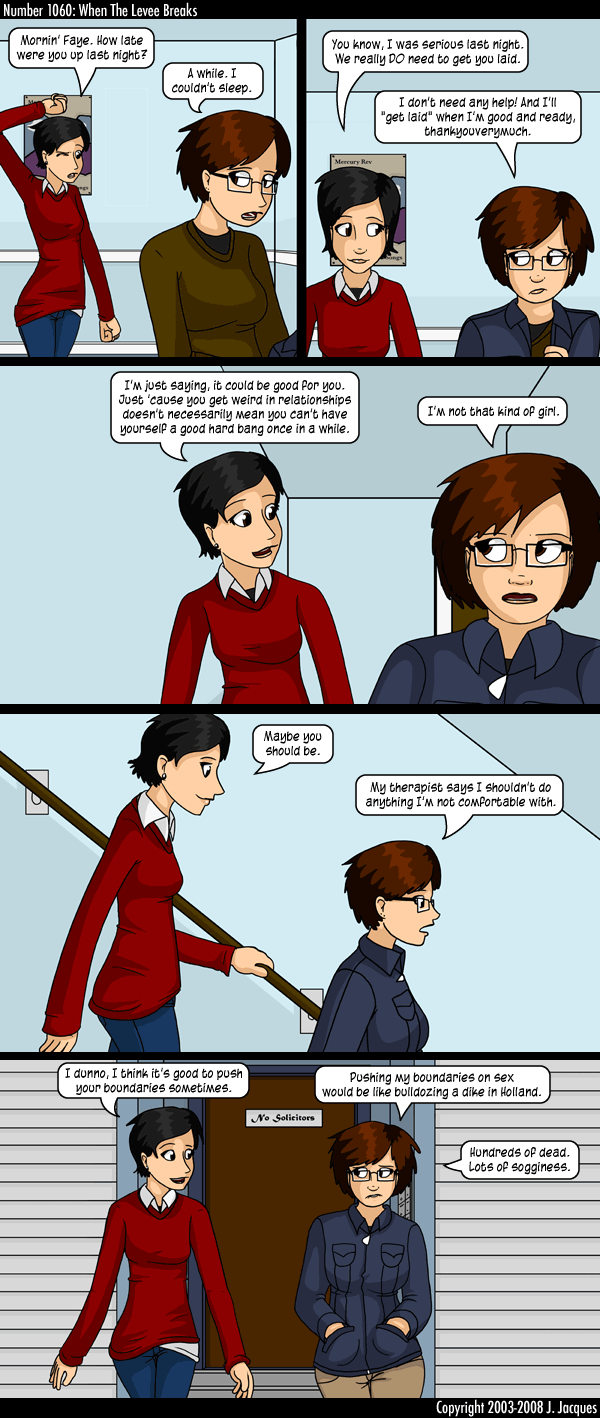 Number 1060: When The Levee Breaks
Mornin' Faye. How late
were you up last night?
A while. I
couldn't sleep.
You know, I was serious last night.
We really DO need to get you laid.
I don't need any help! And I'll
"get laid" when I'm good and ready,
thankyouverymuch.
Mercury Rev
Songs
I'm just saying, it could be good for you.
Just 'cause you get weird in relationships
doesn't necessarily mean you can't have
yourself a good hard bang once in a while.
I'm not that kind of girl.
Maybe you
should be.
My therapist says I shouldn't do
anything I'm not comfortable with.
I dunno, I think it's good to push
your boundaries sometimes.
Pushing my boundaries on sex
would be like bulldozing a dike in Holland.
No Solicitors
Hundreds of dead.
Lots of sogginess.
Copyright 2003-2008 J. Jacques